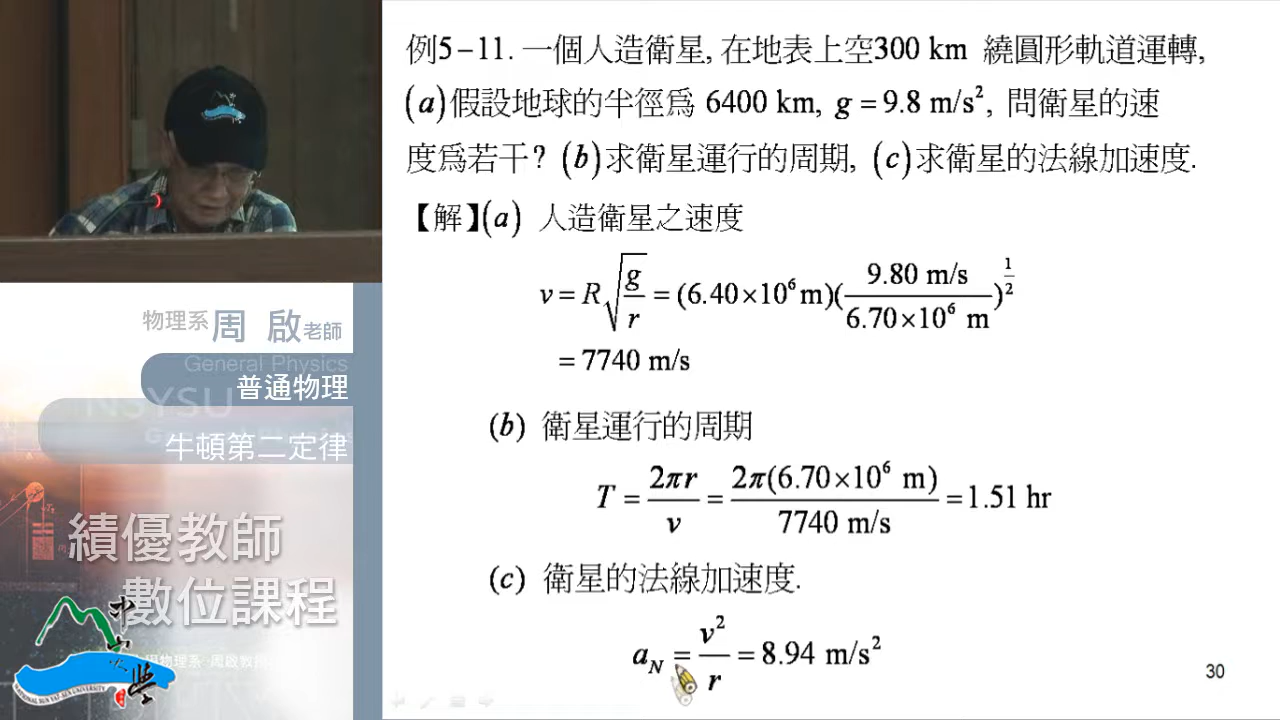 例5-11. 一個人造衛星, 在地表上空300 km 繞圓形軌道運轉,
(a)假設地球的半徑為 6400 km, g = 9.8 m/s², 問衛星的速
度為若干? (b)求衛星運行的周期, (c)求衛星的法線加速度.
【解】(a) 人造衛星之速度
v = R√(g/r) = (6.40×10⁶ m)(9.80 m/s / 6.70×10⁶ m)^(1/2)
= 7740 m/s
(b) 衛星運行的周期
T = 2πr/v = 2π(6.70×10⁶ m)/7740 m/s = 1.51 hr
(c) 衛星的法線加速度.
a_N = v²/r = 8.94 m/s²
30
物理系周 啟老師
General Physics
普通物理
NSYSU
牛頓第二定律
績優教師
數位課程
NATIONAL SUN YAT-SEN UNIVERSITY